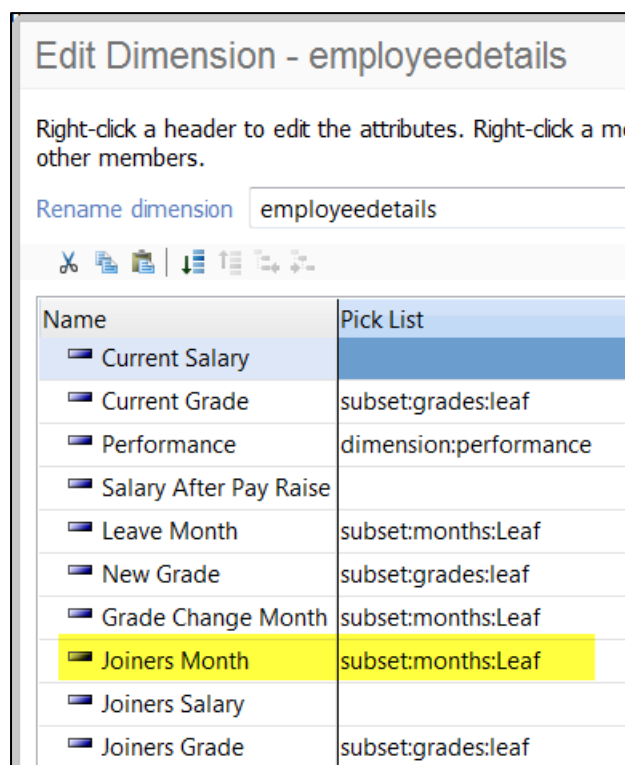 Edit Dimension - employeedetails
Right-click a header to edit the attributes. Right-click a
other members.
Rename dimension employeedetails
Name Pick List
Current Salary
Current Grade subset:grades:leaf
Performance dimension:performance
Salary After Pay Raise
Leave Month subset:months:Leaf
New Grade subset:grades:leaf
Grade Change Month subset:months:Leaf
Joiners Month subset:months:Leaf
Joiners Salary
Joiners Grade subset:grades:leaf